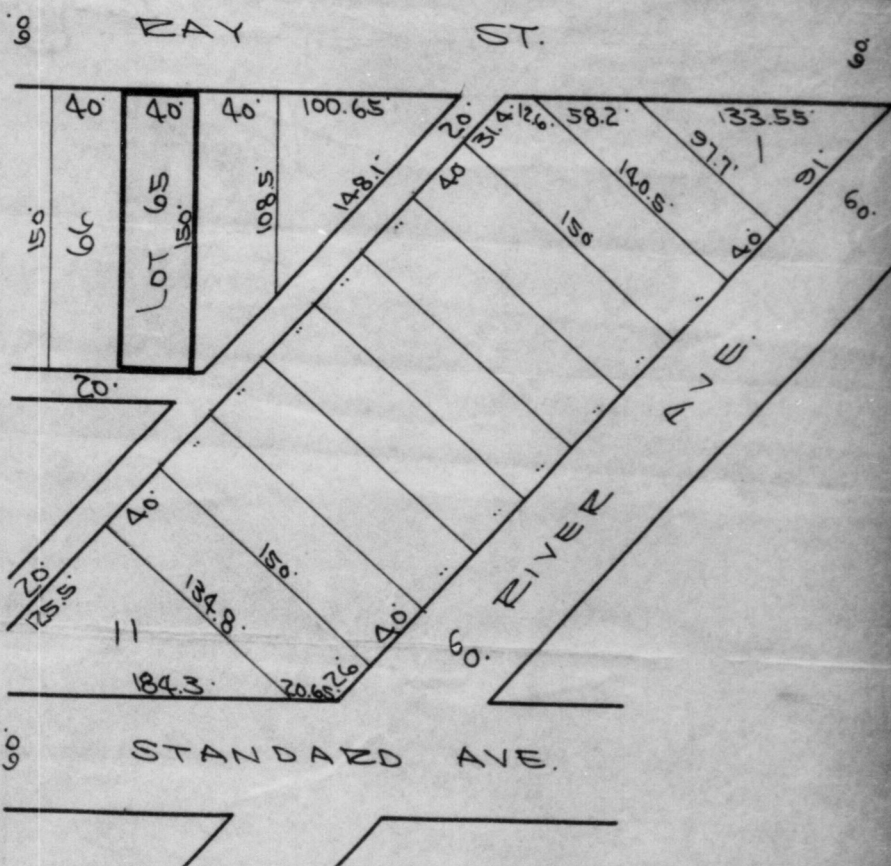 60'
RAY ST.
60'
40' 40' 40' 100.65' 20' 31.4' 12.6' 58.2' 133.55'
1
97.7'
91'
60'
150' 66 LOT 65 150' 108.5' 148.1' 40' 150' 140.5' 40'
20'
RIVER AVE.
40'
20'
125.5'
11
134.8'
150'
40'
60'
184.3' 20.6' 26'
60'
STANDARD AVE.